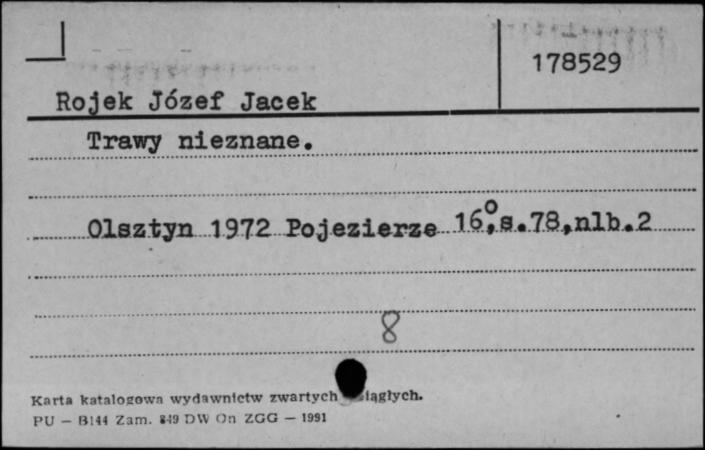 178529
Rojek Józef Jacek
Trawy nieznane.
Olsztyn 1972 Pojezierze 16°,s.78,nlb.2
8
Karta katalogowa wydawnictw zwartych ciągłych.
PU — B144 Zam. 849 DW On ZGG — 1991